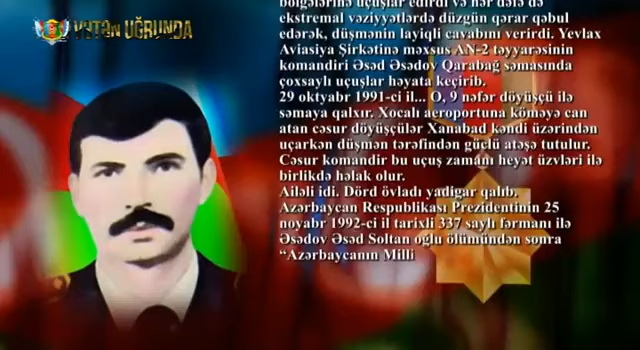 VƏTƏN UĞRUNDA
bölgələrinə uçuşlar edirdi və hər dəfə də
ekstremal vəziyyətlərdə düzgün qərar qəbul
edərək, düşmənin layiqli cavabını verirdi. Yevlax
Aviasiya Şirkətinə məxsus AN-2 təyyarəsinin
komandiri Əsəd Əsədov Qarabağ səmasında
çoxsaylı uçuşlar həyata keçirib.
29 oktyabr 1991-ci il... O, 9 nəfər döyüşçü ilə
səmaya qalxır. Xocalı aeroportuna köməyə can
atan cəsur döyüşçülər Xanabad kəndi üzərindən
uçarkən düşmən tərəfindən güclü atəşə tutulur.
Cəsur komandir bu uçuş zamanı heyət üzvləri ilə
birlikdə həlak olur.
Ailəli idi. Dörd övladı yadigar qalıb.
Azərbaycan Respublikası Prezidentinin 25
noyabr 1992-ci il tarixli 337 saylı fərmanı ilə
Əsədov Əsəd Soltan oğlu ölümündən sonra
“Azərbaycanın Milli